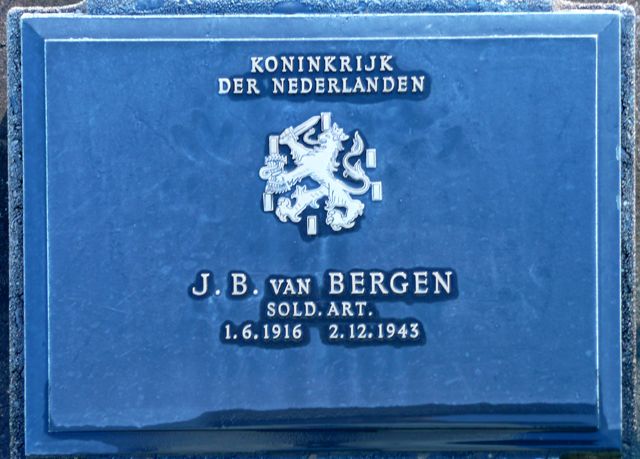 KONINKRIJK
DER NEDERLANDEN
J. B. VAN BERGEN
SOLD. ART.
1.6.1916 2.12.1943